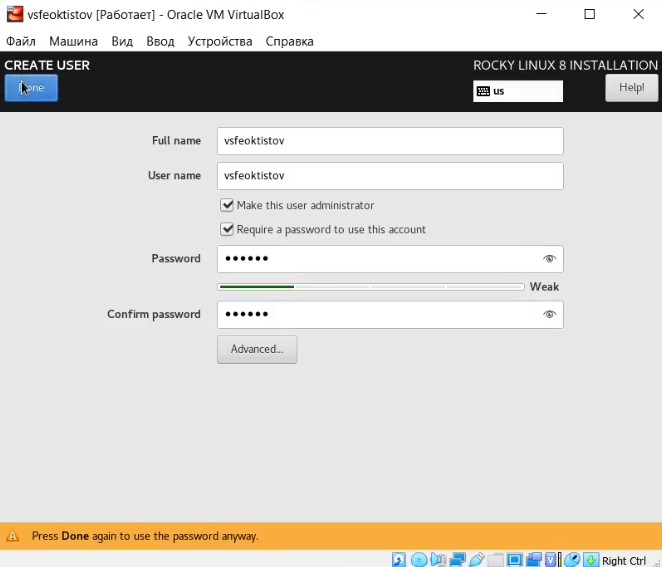 vsfeoktistov [Работает] - Oracle VM VirtualBox
Файл Машина Вид Ввод Устройства Справка
CREATE USER
ROCKY LINUX 8 INSTALLATION
Done
us
Help!
Full name
vsfeoktistov
User name
vsfeoktistov
Make this user administrator
Require a password to use this account
Password
••••••
Weak
Confirm password
••••••
Advanced...
Press Done again to use the password anyway.
Right Ctrl